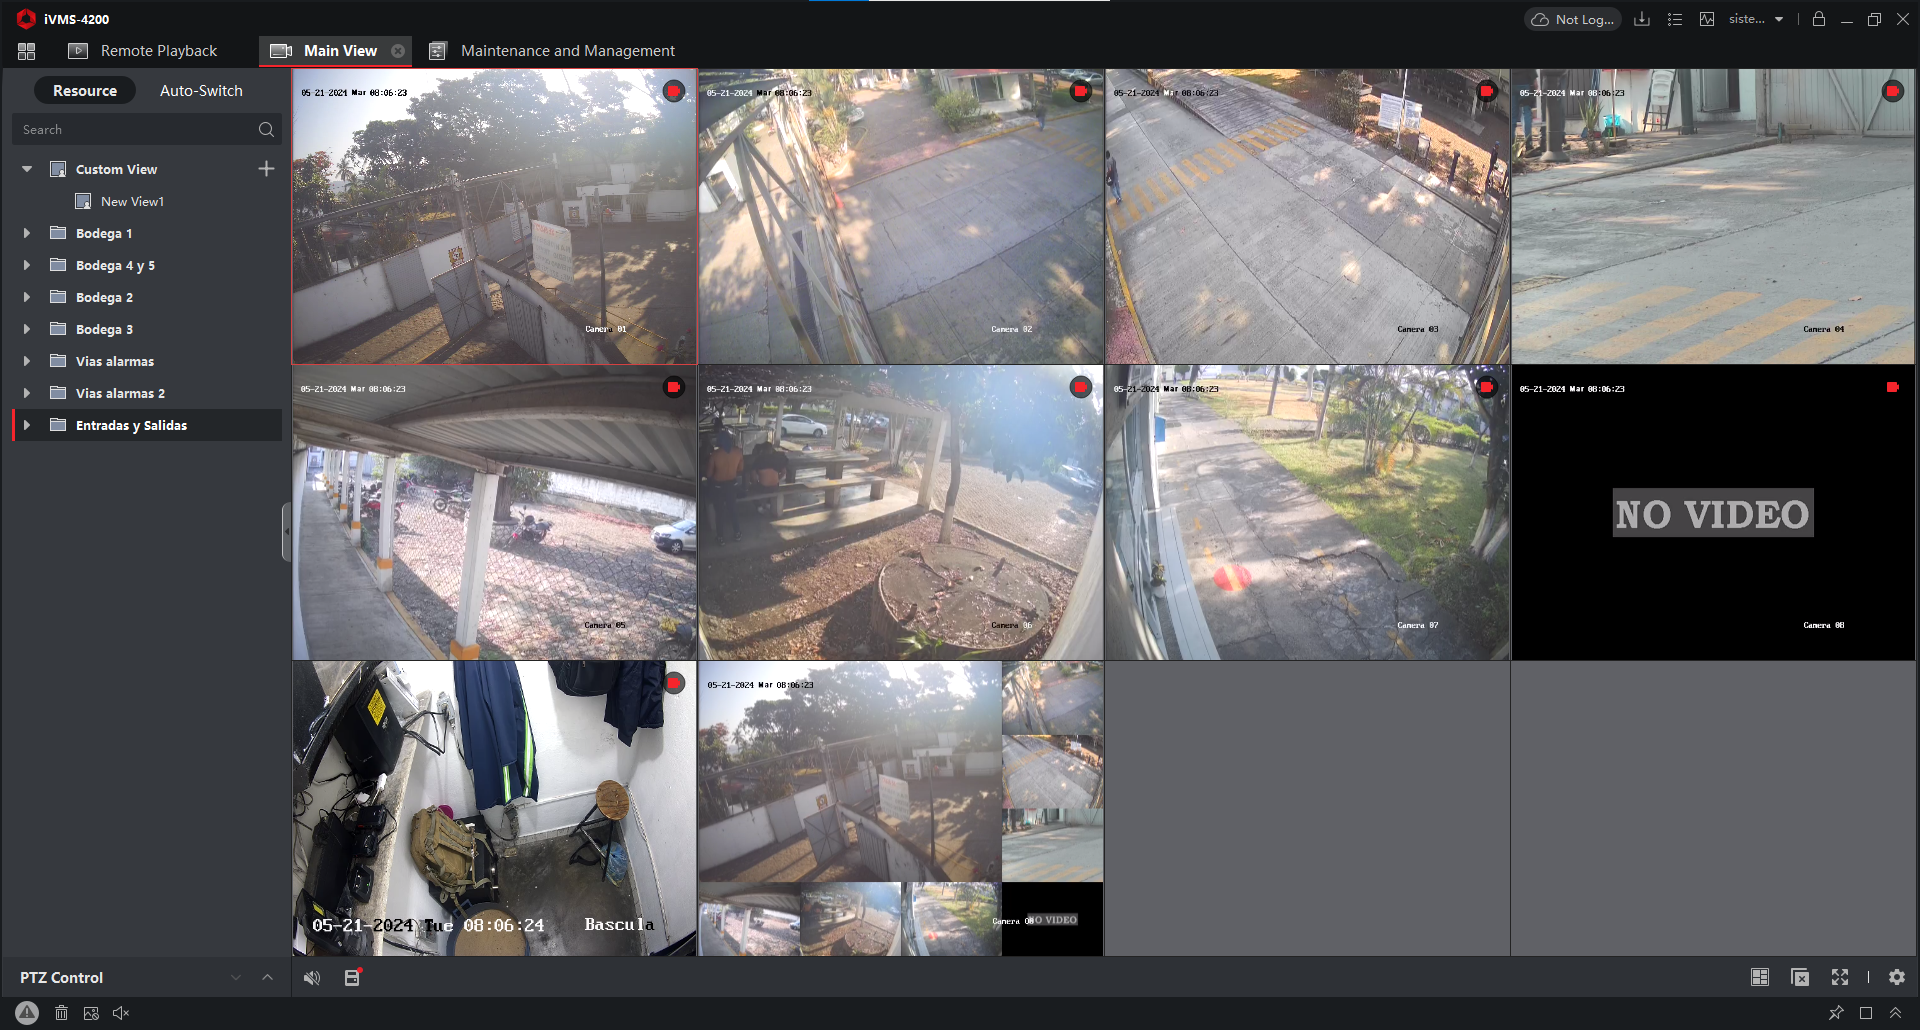 iVMS-4200
Not Log...
siste...
Remote Playback
Main View
Maintenance and Management
Resource
Auto-Switch
Search
Custom View
New View1
Bodega 1
Bodega 4 y 5
Bodega 2
Bodega 3
Vias alarmas
Vias alarmas 2
Entradas y Salidas
05-21-2024 Mar 08:06:23
Camera 01
05-21-2024 Mar 08:06:23
Camera 02
05-21-2024 Mar 08:06:23
Camera 03
05-21-2024 Mar 08:06:23
Camera 04
05-21-2024 Mar 08:06:23
Camera 05
05-21-2024 Mar 08:06:23
Camera 06
05-21-2024 Mar 08:06:23
Camera 07
05-21-2024 Mar 08:06:23
NO VIDEO
Camera 08
05-21-2024 Tue 08:06:24
Bascula
05-21-2024 Mar 08:06:23
Camera
NO VIDEO
PTZ Control